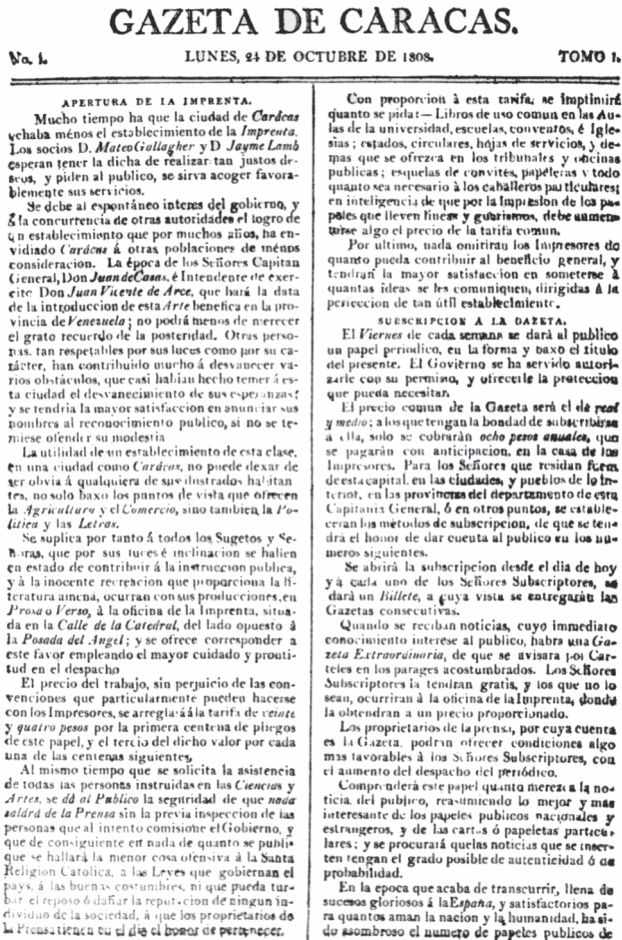 GAZETA DE CARACAS.
No. 1.
LUNES, 24 DE OCTUBRE DE 1808.
TOMO 1.
APERTURA DE LA IMPRENTA.
Mucho tiempo ha que la ciudad de Carácas
echaba ménos el establecimiento de la Imprenta.
Los socios D. Mateo Gallagher y D Jayme Lamb
esperan tener la dicha de realizar tan justos de-
seos, y piden al publico, se sirva acoger favora-
blemente sus servicios.
Se debe al espontáneo interes del gobierno, y
á la concurrencia de otras autoridades el logro de
un establecimiento que por muchos años, ha en-
vidiado Carácas á otras poblaciones de ménos
consideracion. La época de los Señores Capitan
General, Don Juan de Casas, é Intendente de exer-
cito Don Juan Vicente de Arce, que hará la data
de la introduccion de esta Arte benefica en la pro-
vincia de Venezuela; no podrá menos de merecer
el grato recuerdo de la posteridad. Otras perso-
nas, tan respetables por sus luces como por su ca-
rácter, han contribuido mucho á desvanecer va-
rios obstáculos, que casi habian hecho temer á es-
ta ciudad el desvanecimiento de sus esperanzas;
y se tendria la mayor satisfaccion en anunciar sus
nombres al reconocimiento publico, si no se te-
miese ofender su modestia
La utilidad de un establecimiento de esta clase,
en una ciudad como Carácas, no puede dexar de
ser obvia á qualquiera de sus ilustrados habitan
tes, no solo baxo los puntos de vista que ofrecen
la Agricultura y el Comercio, sino tambien la Po-
litica y las Letras.
Se suplica por tanto á todos los Sugetos y Se-
ñoras, que por sus luces é inclinacion se hallen
en estado de contribuir á la instruccion publica,
y à la inocente recreacion que proporciona la li-
teratura amena, ocurran con sus producciones, en
Prosa o Verso, à la oficina de la Imprenta, situa-
da en la Calle de la Catedral, del lado opuesto à
la Posada del Angel; y se ofrece corresponder a
este favor empleando el mayor cuidado y pronti-
tud en el despacho
El precio del trabajo, sin perjuicio de las con-
venciones que particularmente pueden hacerse
con los Impresores, se arreglará á la tarifa de veinte
y quatro pesos por la primera centena de pliegos
de este papel, y el tercio del dicho valor por cada
una de las centenas siguientes,
Al mismo tiempo que se solicita la asistencia
de todas las personas instruidas en las Ciencias y
Artes, se dá al Publico la seguridad de que nada
saldrá de la Prensa sin la previa inspeccion de las
personas que al intento comisione el Gobierno, y
que de consiguiente en nada de quanto se publi-
que se hallará la menor cosa ofensiva à la Santa
Religion Catolica, a las Leyes que gobiernan el
pays, á las buenas costumbres, ni que pueda tur-
bar el reposo ó dañar la reputacion de ningun in-
dividuo de la sociedad, á que los proprietarios de
la Prensa tienen en el dia el honor de pertenecer.
Con proporcion à esta tarifa, se imprimirá
quanto se pida:— Libros de uso comun en las Au-
las de la universidad, escuelas, conventos, é Igle-
sias; estados, circulares, hojas de servicios, y de-
mas que se ofrezca en los tribunales y oficinas
publicas; esquelas de convites, papeleras y todo
quanto sea necesario à los caballeros particulares;
en inteligencia de que por la Impresion de los pa-
peles que lleven lineas y guarismos, debe aumen-
tarse algo el precio de la tarifa comun.
Por ultimo, nada omitiran los Impresores do
quanto pueda contribuir al beneficio general, y
tendran la mayor satisfaccion en someterse à
quantas ideas se les comuniquen, dirigidas à la
perfeccion de tan útil establecimiento.
SUBSCRIPCION A LA GAZETA.
El Viernes de cada semana se dará al publico
un papel periodico, en la forma y baxo el titulo
del presente. El Govierno se ha servido autori-
zarle con su permiso, y ofrecerle la proteccion
que pueda necesitar.
El precio comun de la Gazeta será el de real
y medio; a los que tengan la bondad de subscribirse
a ella, solo se cobrarán ocho pesos anuales, que
se pagarán con anticipacion, en la casa de los
Impresores. Para los Señores que residan fuera
de esta capital, en las ciudades, y pueblos de lo In-
terior, en las provincias del departamento de esta
Capitania General, ó en otros puntos, se estable-
ceran los métodos de subscripcion, de que se ten-
drá el honor de dar cuenta al publico en los nu-
meros siguientes.
Se abrirá la subscripcion desde el dia de hoy
y á cada uno de los Señores Subscriptores, se
dará un Billete, a cuya vista se entregarán las
Gazetas consecutivas.
Quando se reciban noticias, cuyo immediato
conocimiento interese al publico, habra una Ga-
zeta Extraordinaria, de que se avisara por Car-
teles en los parages acostumbrados. Los Señores
Subscriptores la tendran gratis, y los que no lo
sean, ocurriran à la oficina de la Imprenta, donde
la obtendran a un precio proporcionado.
Los proprietarios de la prensa, por cuya cuenta
es la Gazeta, podran ofrecer condiciones algo
mas favorables à los Señores Subscriptores, con
el aumento del despacho del periódico.
Comprenderá este papel quanto merezca la no-
ticia del publico, reasumiendo lo mejor y mas
interesante de los papeles publicos nacionales y
estrangeros, y de las cartas ó papeletas particu-
lares; y se procurará que las noticias que se inser-
ten tengan el grado posible de autenticidad ó de
probabilidad.
En la epoca que acaba de transcurrir, llena de
sucesos gloriosos á la España, y satisfactorios pa-
ra quantos aman la nacion y la humanidad, ha si-
do asombroso el numero de papeles publicos de